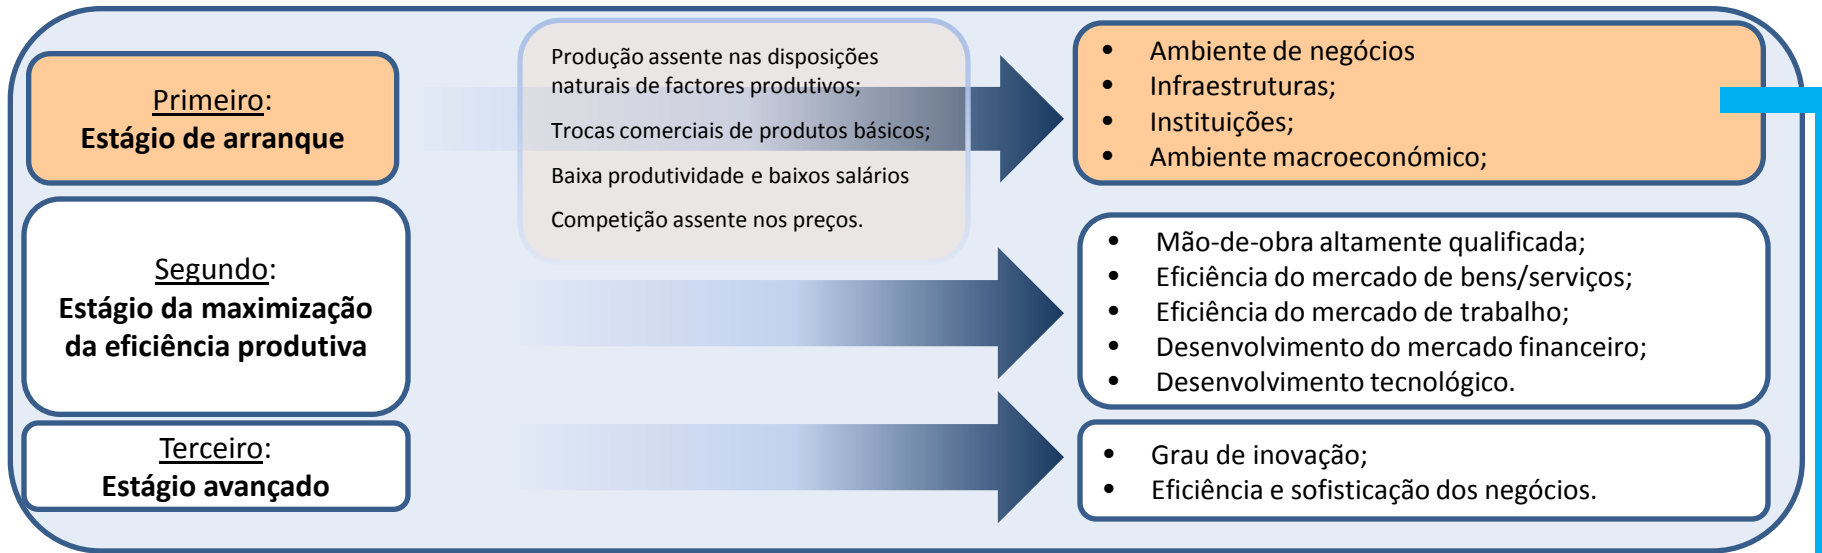 Primeiro:
Estágio de arranque
Produção assente nas disposições
naturais de factores produtivos;
Trocas comerciais de produtos básicos;
Baixa produtividade e baixos salários
Competição assente nos preços.
• Ambiente de negócios
• Infraestruturas;
• Instituições;
• Ambiente macroeconómico;
Segundo:
Estágio da maximização
da eficiência produtiva
• Mão-de-obra altamente qualificada;
• Eficiência do mercado de bens/serviços;
• Eficiência do mercado de trabalho;
• Desenvolvimento do mercado financeiro;
• Desenvolvimento tecnológico.
Terceiro:
Estágio avançado
• Grau de inovação;
• Eficiência e sofisticação dos negócios.